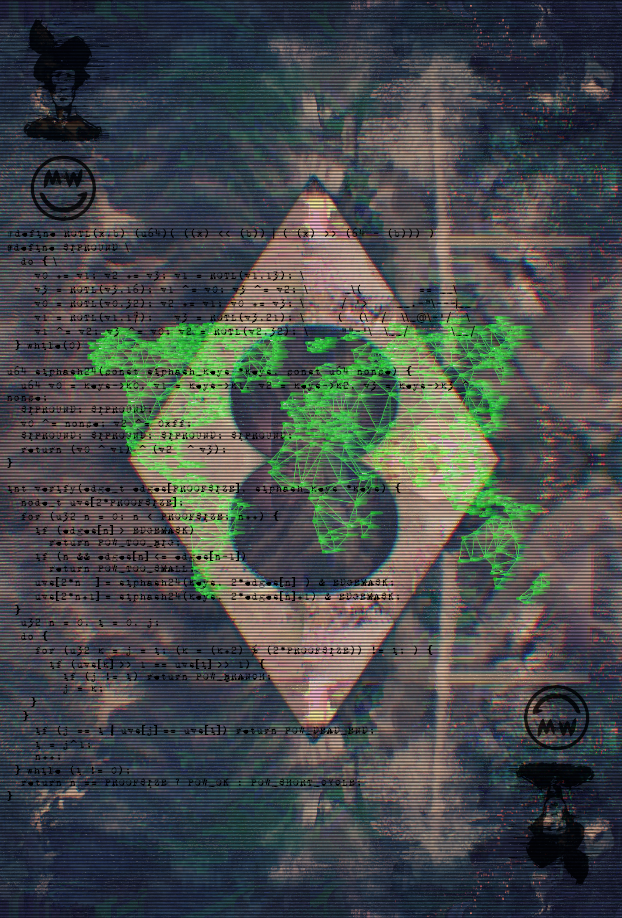 MW
#define ROTL(x,b) (u64)( ((x) << (b)) | ( (x) >> (64 - (b))) )
#define SIPROUND \
do { \
v0 += v1; v2 += v3; v1 = ROTL(v1,13); \
v3 = ROTL(v3,16); v1 ^= v0; v3 ^= v2; \
v0 = ROTL(v0,32); v2 += v1; v0 += v3; \
v1 = ROTL(v1,17); v3 = ROTL(v3,21); \
v1 ^= v2; v3 ^= v0; v2 = ROTL(v2,32); \
} while(0)
u64 siphash24(const siphash_keys *keys, const u64 nonce) {
u64 v0 = keys->k0, v1 = keys->k1, = keys->k2, v3 = keys->k3
nonce;
SIPROUND; SIPROUND;
v0 ^= nonce; v2 ^= 0xff;
SIPROUND; SIPROUND; SIPROUND; SIPROUND;
return (v0 ^ v1) ^ (v2 ^ v3);
}
int verify(edge_t edges[PROOFSIZE], siphash_keys *keys) {
node_t uvs[2*PROOFSIZE];
for (u32 n = 0; n < PROOFSIZE; n++) {
if (edges[n] > EDGEMASK)
return POW_TOO_BIG;
if (n && edges[n] <= edges[n-1])
return POW_TOO_SMALL
uvs[2*n ] = siphash24(keys, 2*edges[n] ) & EDGEMASK;
uvs[2*n+1] = siphash24(keys, 2*edges[n]+1) & EDGEMASK;
}
u32 n = 0, i = 0, j;
do {
for (u32 k = j = i; (k = (k+2) % (2*PROOFSIZE)) != i; ) {
if (uvs[k] >> 1 == uvs[i] >> 1) {
if (j != i) return POW_BRANCH;
j = k;
}
}
if (j == i || uvs[j] == uvs[i]) return POW_DEAD_END;
i = j^1;
n++;
} while (i != 0);
return n == PROOFSIZE ? POW_OK : POW_SHORT_CYCLE;
}
MW